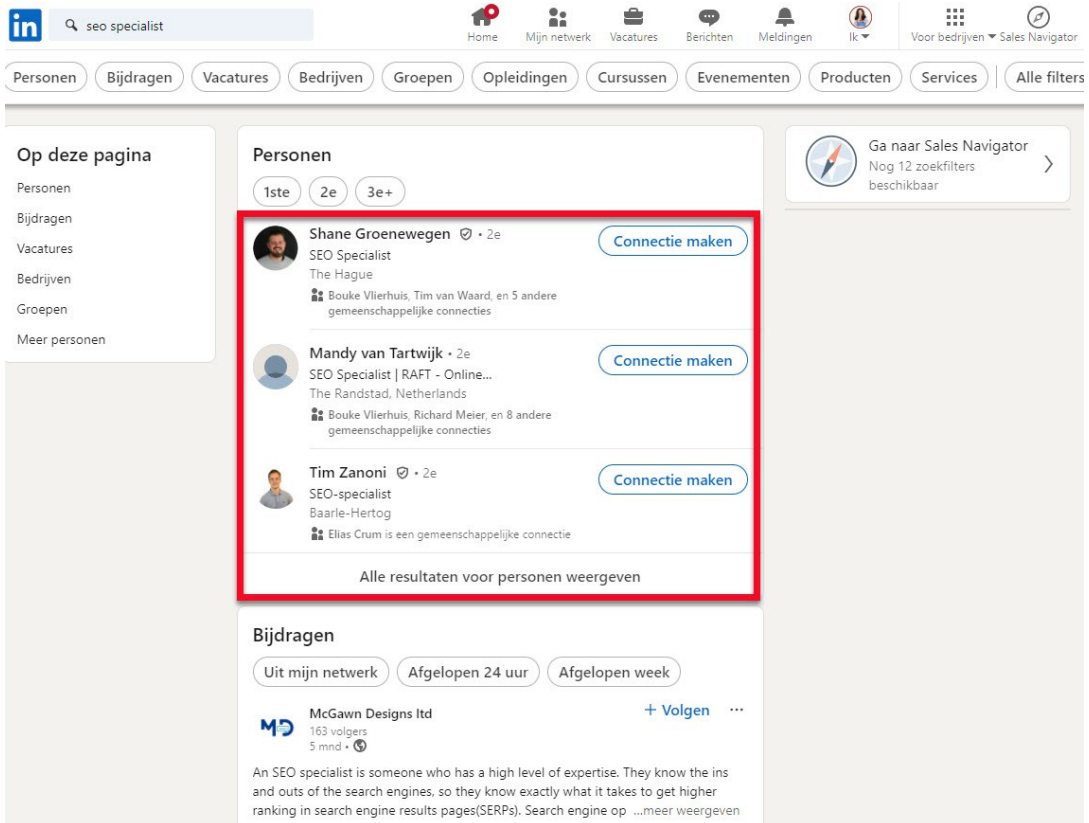 in
seo specialist
Home
Mijn netwerk
Vacatures
Berichten
Meldingen
Ik
Voor bedrijven
Sales Navigator
Personen
Bijdragen
Vacatures
Bedrijven
Groepen
Opleidingen
Cursussen
Evenementen
Producten
Services
Alle filters
Op deze pagina
Personen
Bijdragen
Vacatures
Bedrijven
Groepen
Meer personen
Personen
1ste
2e
3e+
Shane Groenewegen • 2e
Connectie maken
SEO Specialist
The Hague
Bouke Vlierhuis, Tim van Waard, en 5 andere
gemeenschappelijke connecties
Mandy van Tartwijk • 2e
Connectie maken
SEO Specialist | RAFT - Online...
The Randstad, Netherlands
Bouke Vlierhuis, Richard Meier, en 8 andere
gemeenschappelijke connecties
Tim Zanoni • 2e
Connectie maken
SEO-specialist
Baarle-Hertog
Elias Crum is een gemeenschappelijke connectie
Alle resultaten voor personen weergeven
Bijdragen
Uit mijn netwerk
Afgelopen 24 uur
Afgelopen week
MD
McGawn Designs ltd
+ Volgen ...
163 volgers
5 mnd •
An SEO specialist is someone who has a high level of expertise. They know the ins
and outs of the search engines, so they know exactly what it takes to get higher
ranking in search engine results pages(SERPs). Search engine op ...meer weergeven
Ga naar Sales Navigator
Nog 12 zoekfilters
beschikbaar